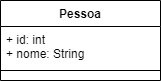 Pessoa
+ id: int
+ nome: String